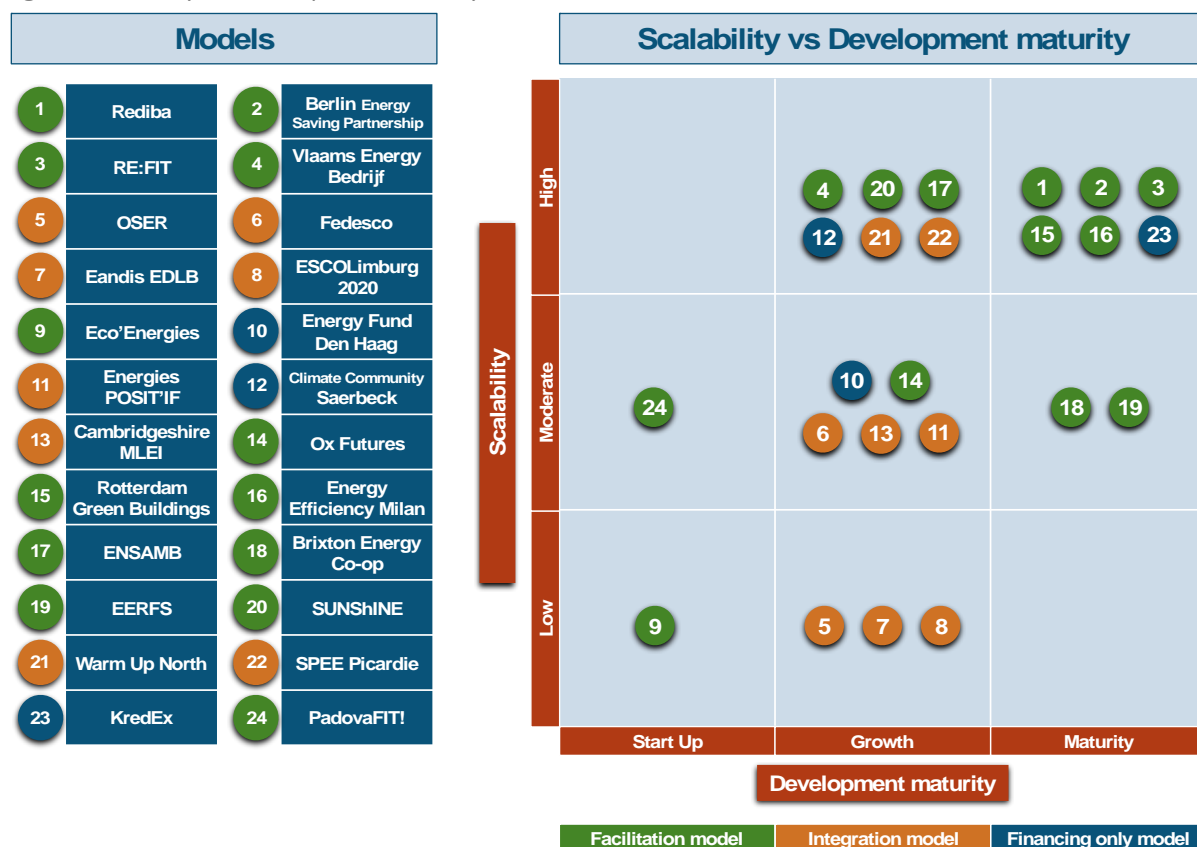 Models
1
Rediba
2
Berlin Energy
Saving Partnership
3
RE:FIT
4
Vlaams Energy
Bedrijf
5
OSER
6
Fedesco
7
Eandis EDLB
8
ESCOLimburg
2020
9
Eco’Energies
10
Energy Fund
Den Haag
11
Energies
POSIT’IF
12
Climate Community
Saerbeck
13
Cambridgeshire
MLEI
14
Ox Futures
15
Rotterdam
Green Buildings
16
Energy
Efficiency Milan
17
ENSAMB
18
Brixton Energy
Co-op
19
EERFS
20
SUNShINE
21
Warm Up North
22
SPEE Picardie
23
KredEx
24
PadovaFIT!
Scalability vs Development maturity
Scalability
High
4 20 17
12 21 22
1 2 3
15 16 23
Moderate
24
10 14
6 13 11
18 19
Low
9
5 7 8
Start Up
Growth
Maturity
Development maturity
Facilitation model
Integration model
Financing only model